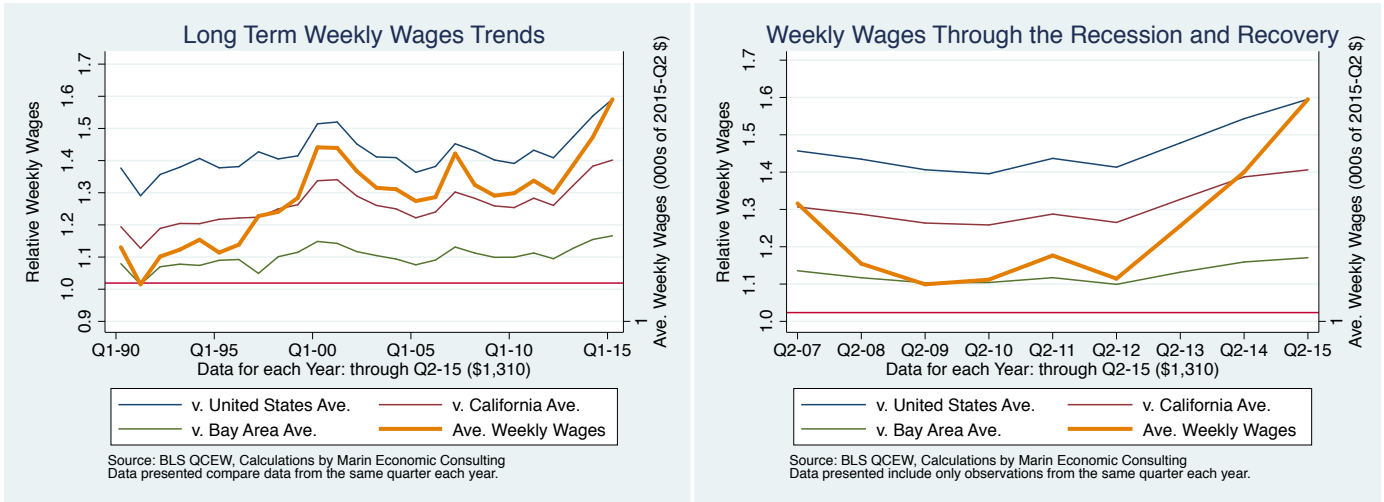 Long Term Weekly Wages Trends
Relative Weekly Wages
1.7
1.6
1.5
1.4
1.3
1.2
1.1
1.0
0.9
1
Ave. Weekly Wages (000s of 2015-Q2 $)
Q1-90 Q1-95 Q1-00 Q1-05 Q1-10 Q1-15
Data for each Year: through Q2-15 ($1,310)
v. United States Ave. v. California Ave.
v. Bay Area Ave. Ave. Weekly Wages
Source: BLS QCEW, Calculations by Marin Economic Consulting
Data presented compare data from the same quarter each year.
Weekly Wages Through the Recession and Recovery
Relative Weekly Wages
1.7
1.6
1.5
1.4
1.3
1.2
1.1
1.0
1
Ave. Weekly Wages (000s of 2015-Q2 $)
Q2-07 Q2-08 Q2-09 Q2-10 Q2-11 Q2-12 Q2-13 Q2-14 Q2-15
Data for each Year: through Q2-15 ($1,310)
v. United States Ave. v. California Ave.
v. Bay Area Ave. Ave. Weekly Wages
Source: BLS QCEW, Calculations by Marin Economic Consulting
Data presented include only observations from the same quarter each year.